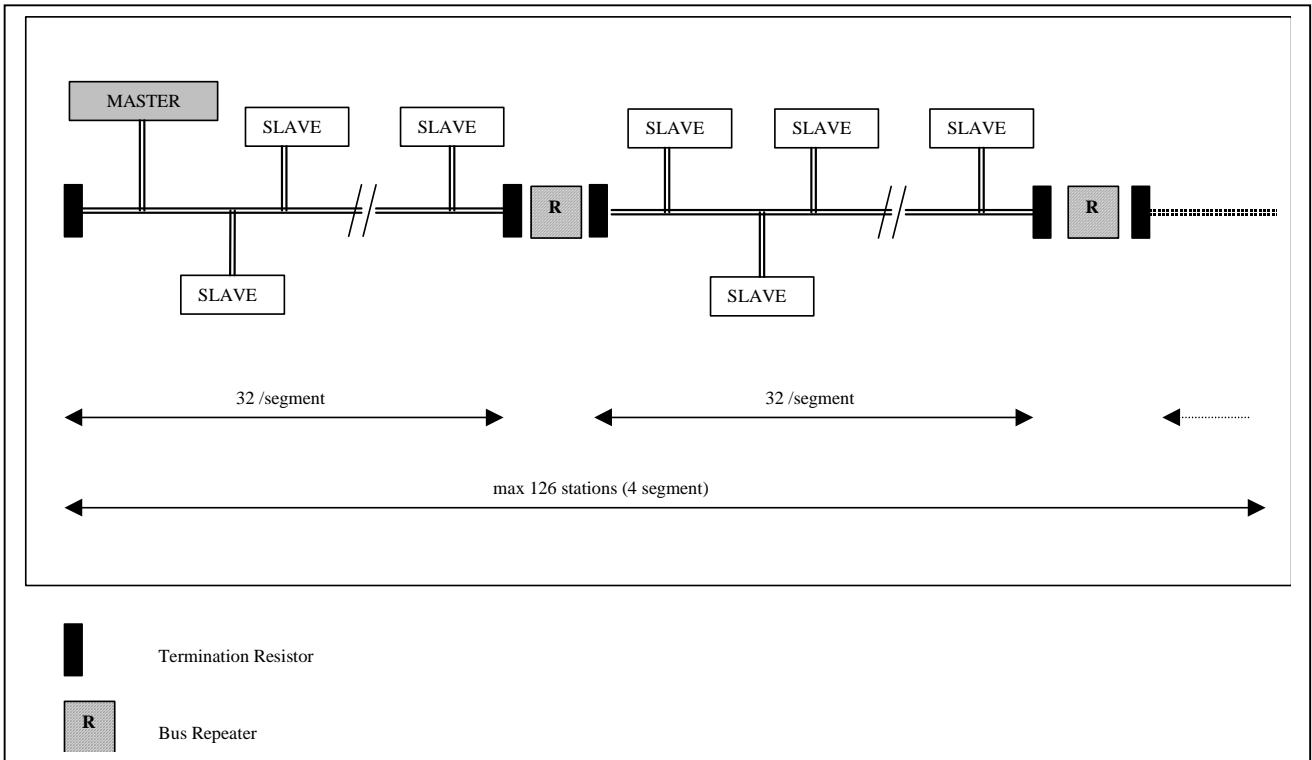 MASTER
SLAVE
SLAVE
SLAVE
SLAVE
SLAVE
R
R
SLAVE
SLAVE
32 /segment
32 /segment
max 126 stations (4 segment)
Termination Resistor
R
Bus Repeater